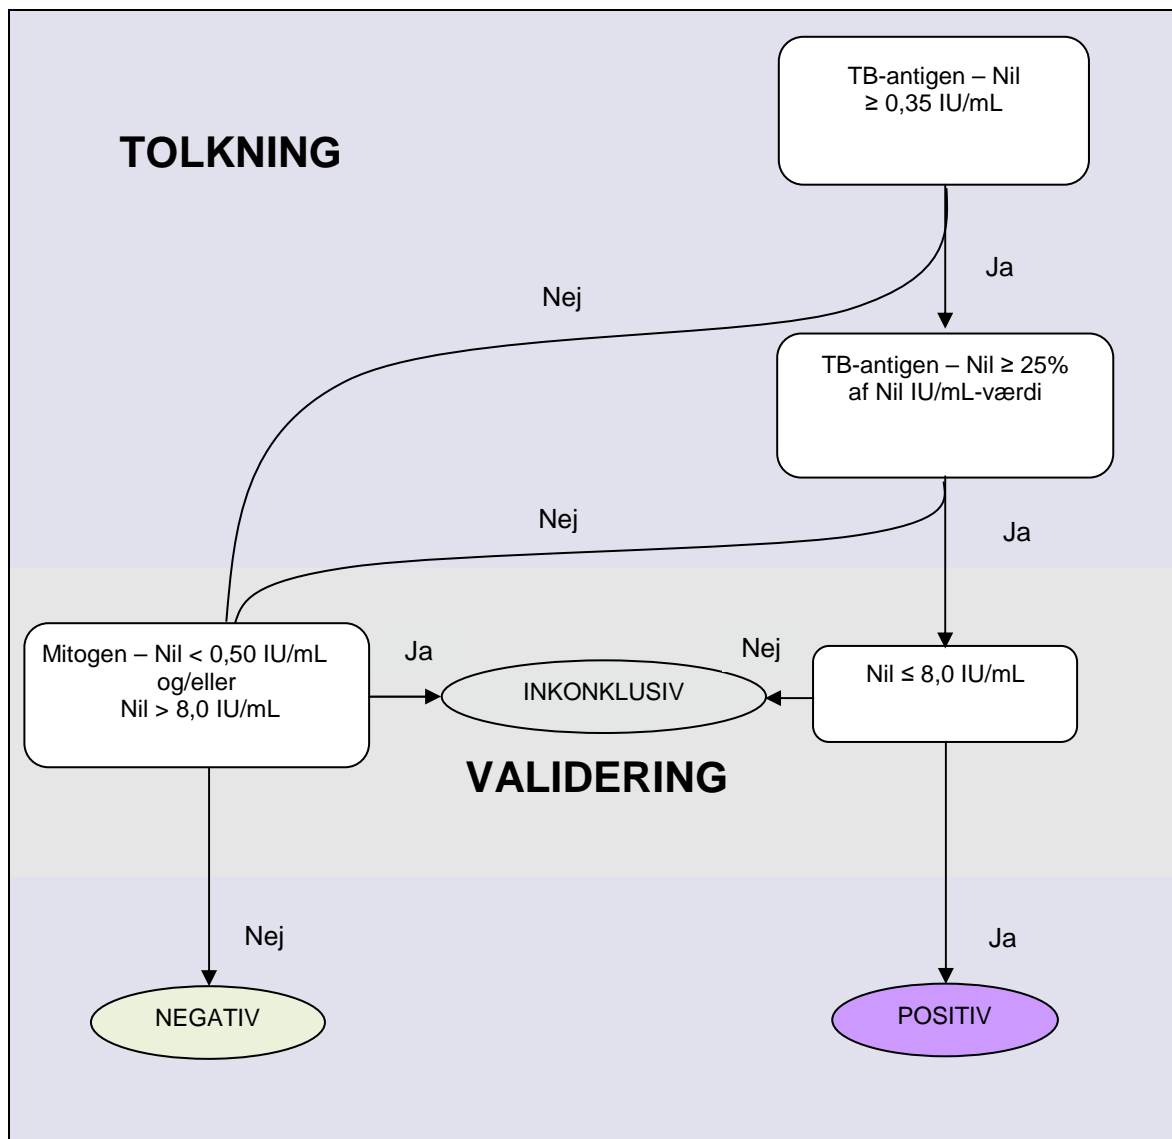 TB-antigen – Nil
≥ 0,35 IU/mL
TOLKNING
Ja
Nej
TB-antigen – Nil ≥ 25%
af Nil IU/mL-værdi
Nej
Ja
Mitogen – Nil < 0,50 IU/mL
og/eller
Nil > 8,0 IU/mL
Ja
INKONKLUSIV
Nej
Nil ≤ 8,0 IU/mL
VALIDERING
Nej
Ja
NEGATIV
POSITIV